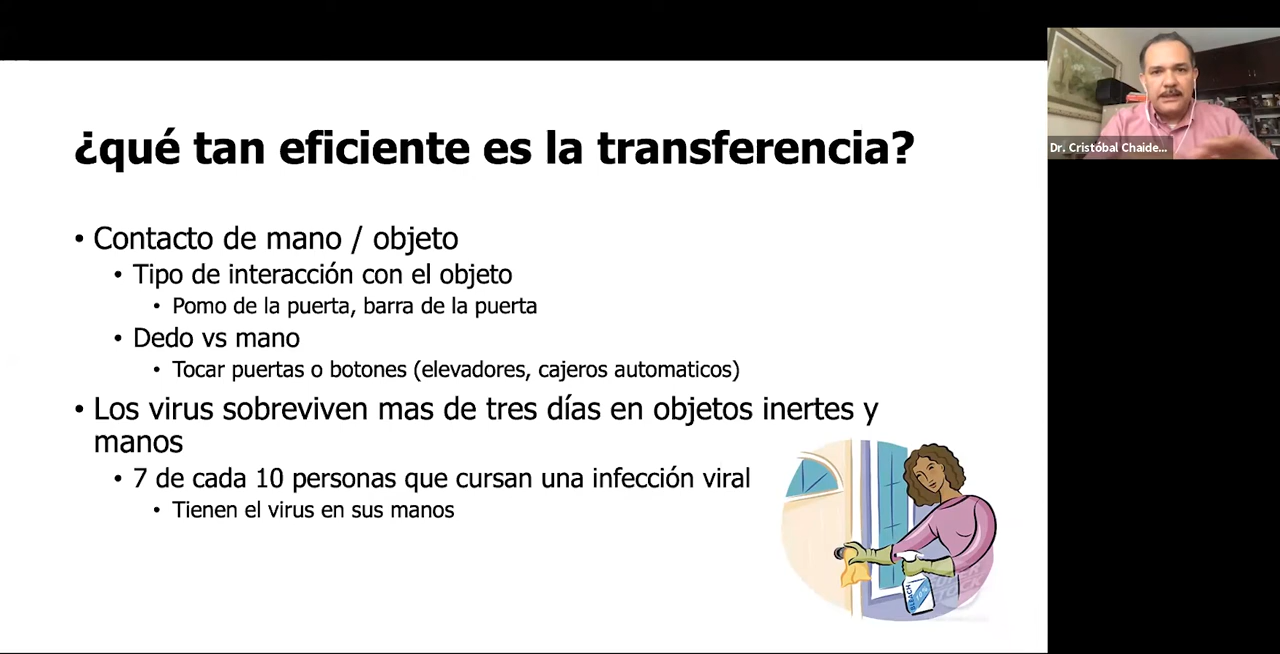 ¿qué tan eficiente es la transferencia?
• Contacto de mano / objeto
• Tipo de interacción con el objeto
• Pomo de la puerta, barra de la puerta
• Dedo vs mano
• Tocar puertas o botones (elevadores, cajeros automaticos)
• Los virus sobreviven mas de tres días en objetos inertes y
manos
• 7 de cada 10 personas que cursan una infección viral
• Tienen el virus en sus manos
Dr. Cristóbal Chaide...
BLEACH